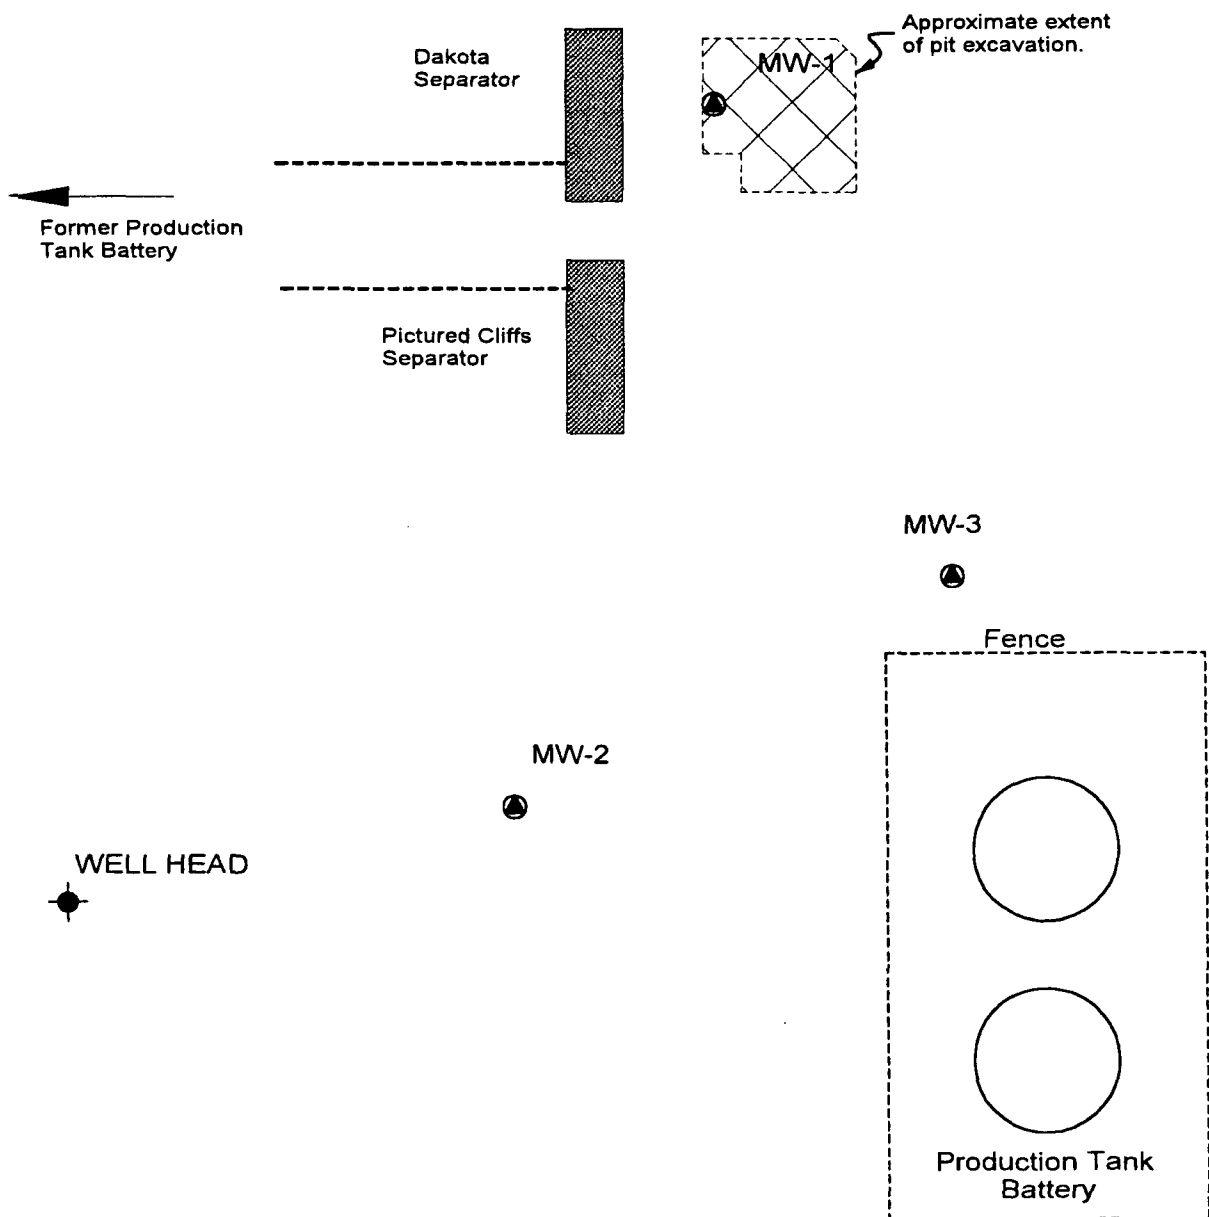 Approximate extent
of pit excavation.
Dakota
Separator
MW-1
Former Production
Tank Battery
Pictured Cliffs
Separator
MW-3
Fence
MW-2
WELL HEAD
Production Tank
Battery